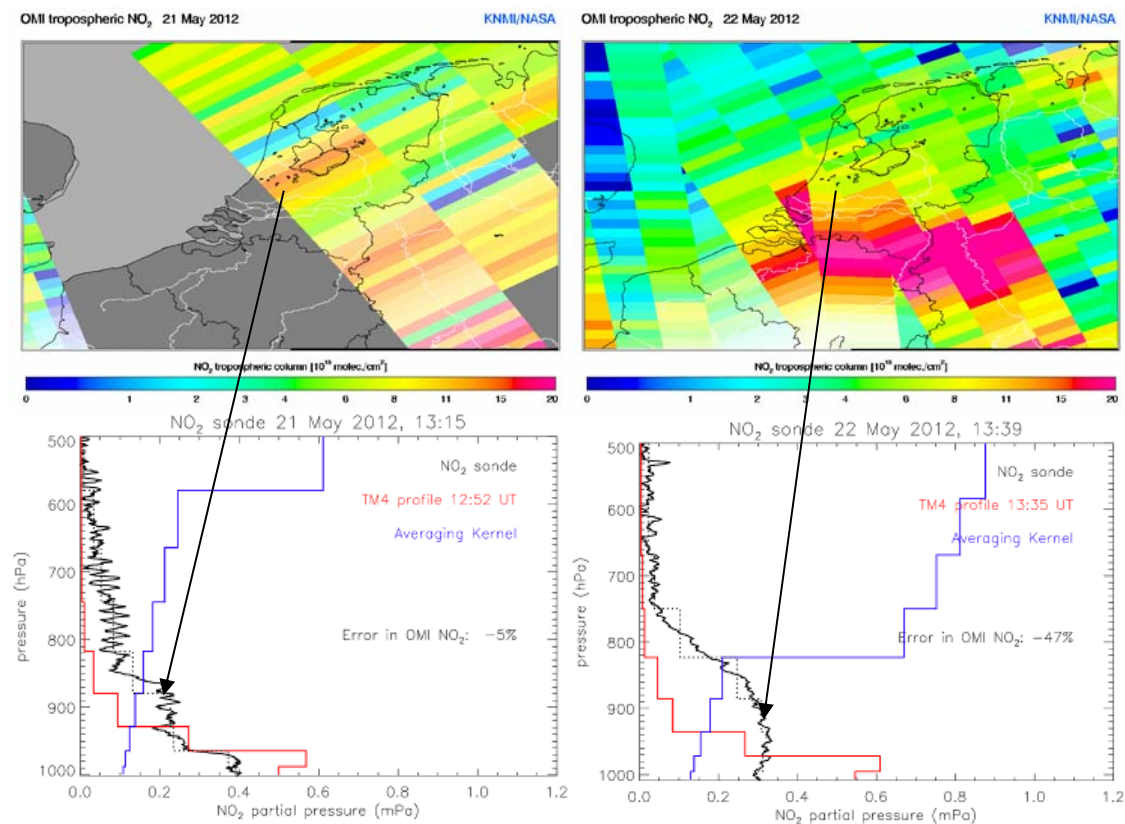 OMI tropospheric NO₂ 21 May 2012 KNMI/NASA
NO₂ tropospheric column [10¹⁵ molec./cm²]
0 1 2 3 4 6 8 11 15 20
NO₂ sonde 21 May 2012, 13:15
NO₂ sonde
TM4 profile 12:52 UT
Averaging Kernel
Error in OMI NO₂: −5%
pressure (hPa)
500
600
700
800
900
1000
0.0 0.2 0.4 0.6 0.8 1.0 1.2
NO₂ partial pressure (mPa)
OMI tropospheric NO₂ 22 May 2012 KNMI/NASA
NO₂ tropospheric column [10¹⁵ molec./cm²]
0 1 2 3 4 6 8 11 15 20
NO₂ sonde 22 May 2012, 13:39
NO₂ sonde
TM4 profile 13:35 UT
Averaging Kernel
Error in OMI NO₂: −47%
pressure (hPa)
500
600
700
800
900
1000
0.0 0.2 0.4 0.6 0.8 1.0 1.2
NO₂ partial pressure (mPa)